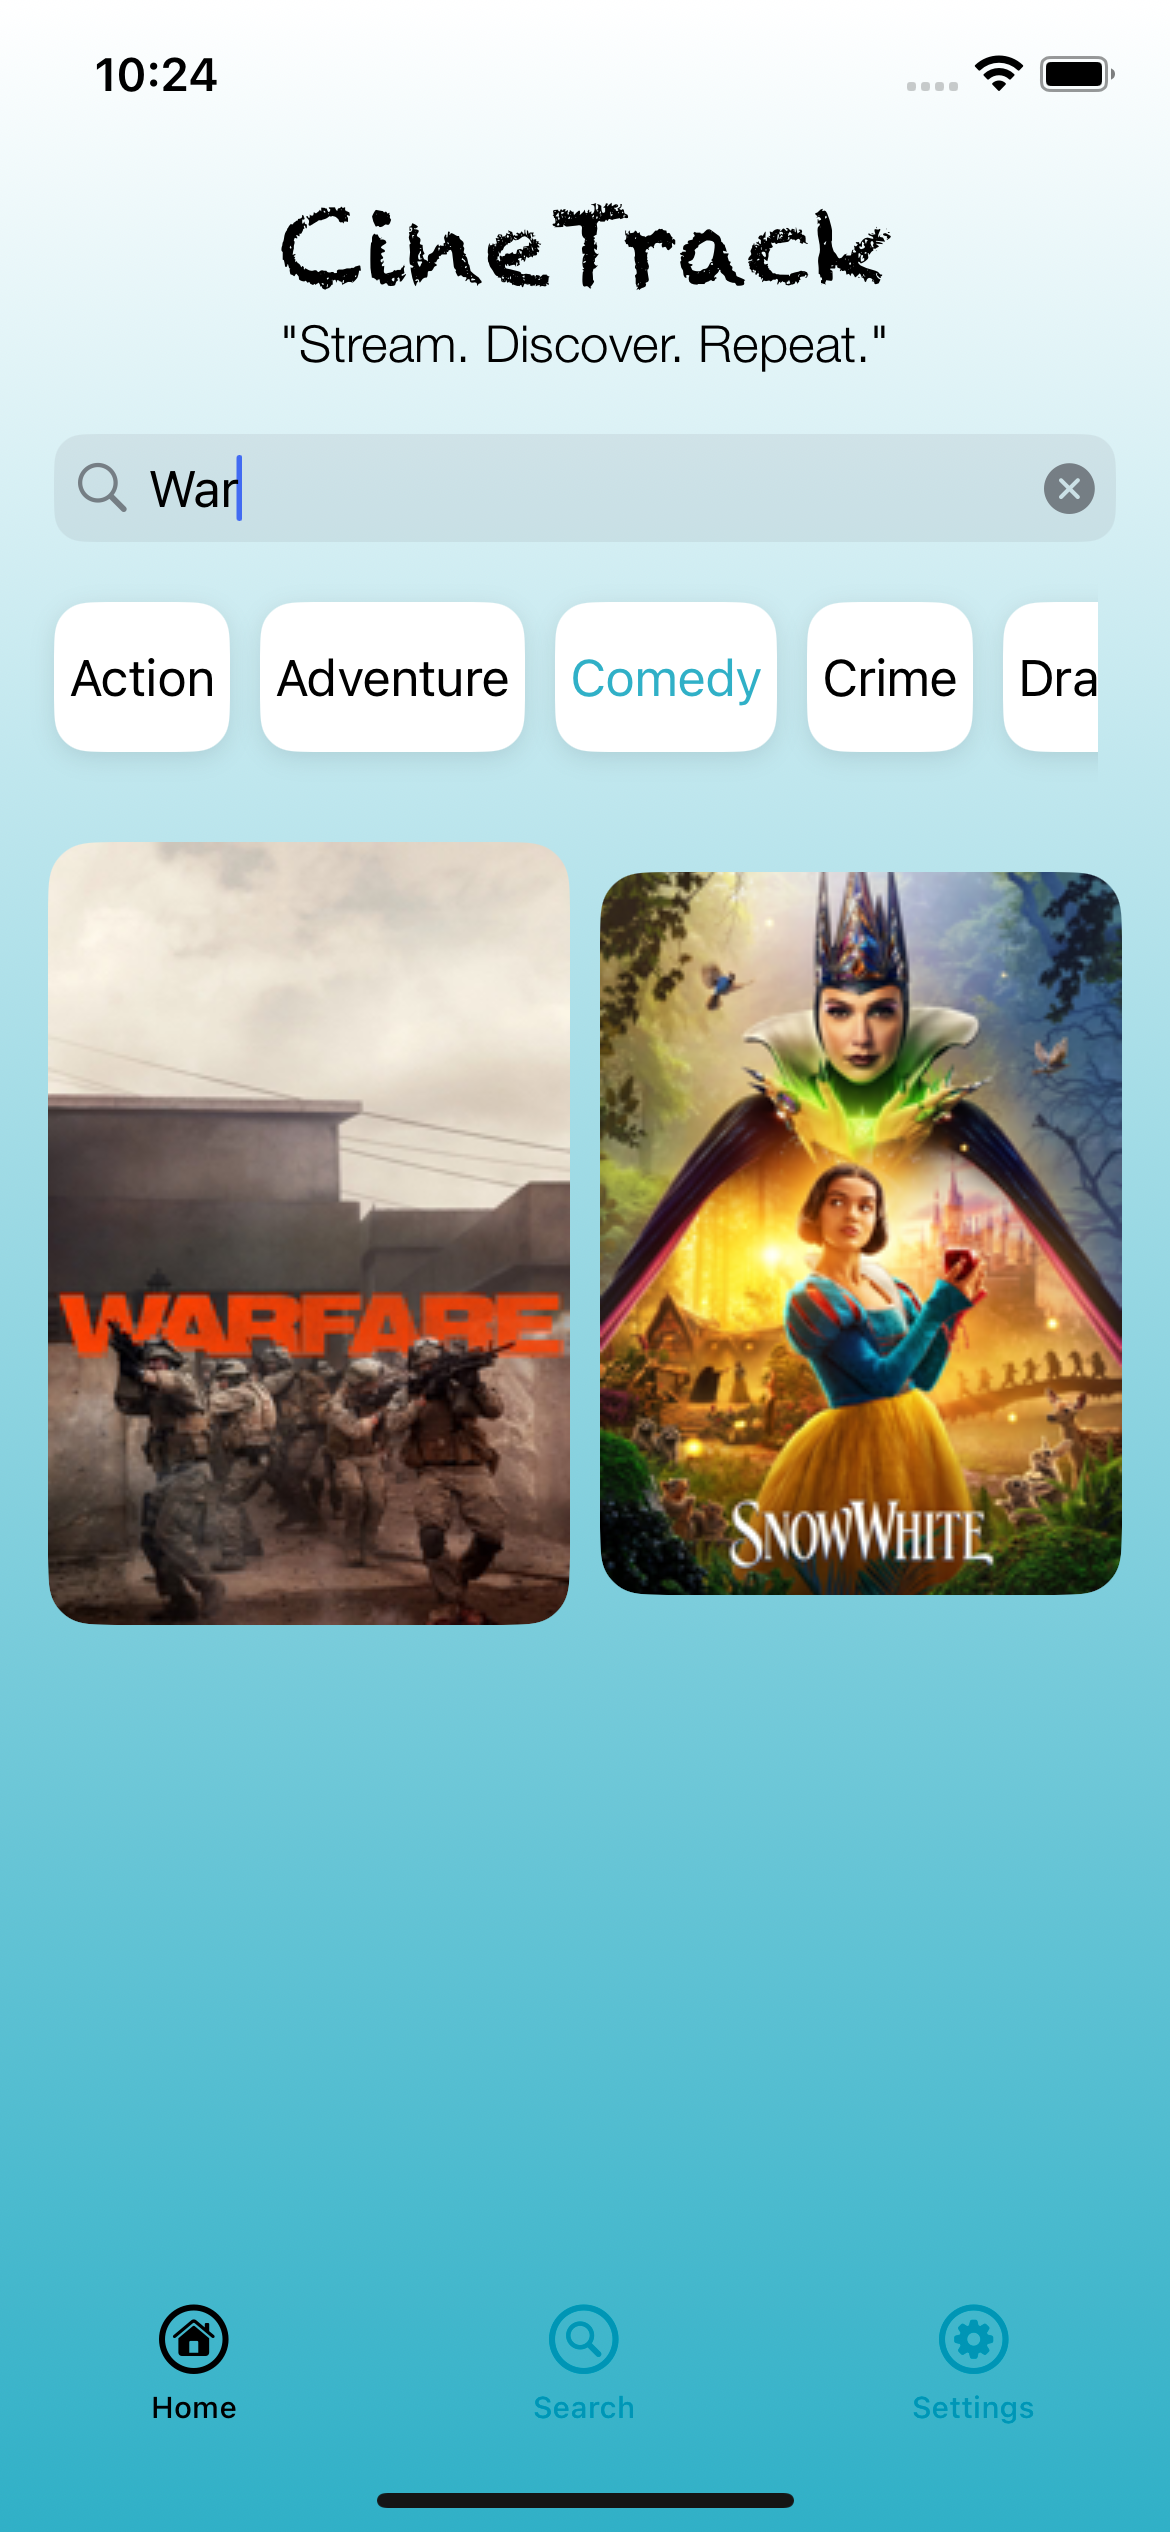 10:24
CineTrack
"Stream. Discover. Repeat."
War
Action Adventure Comedy Crime Dra
WARFARE
SNOW WHITE
Home Search Settings